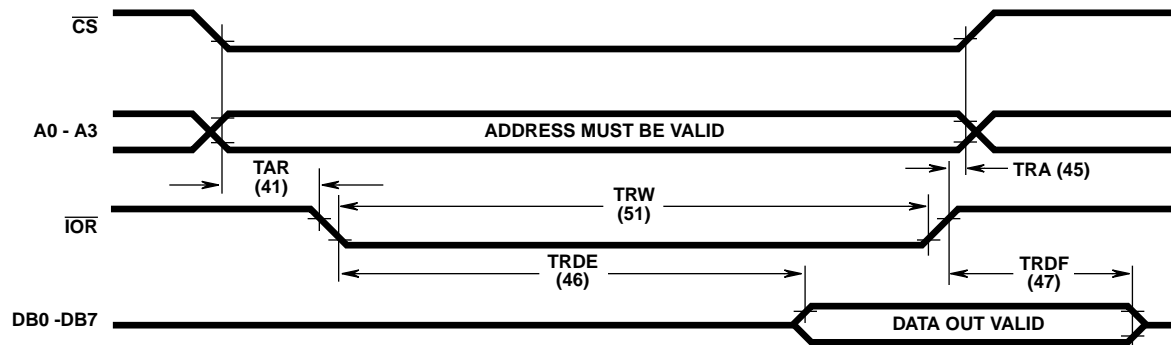 CS
A0 - A3
ADDRESS MUST BE VALID
TAR
(41)
TRA (45)
TRW
(51)
IOR
TRDE
(46)
TRDF
(47)
DB0 -DB7
DATA OUT VALID